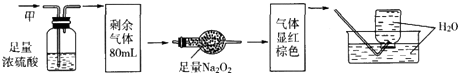 甲
足量
浓硫酸
剩余
气体
80mL
足量Na₂O₂
气体
显红
棕色
H₂O